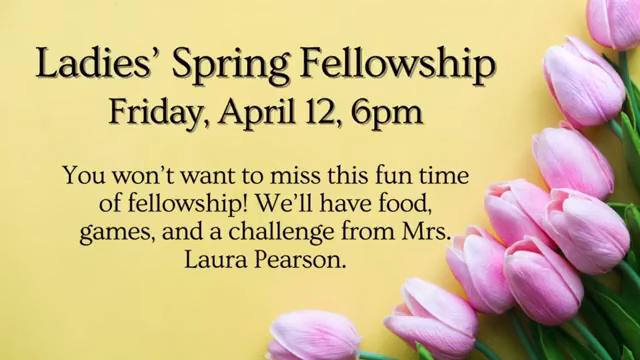 Ladies’ Spring Fellowship
Friday, April 12, 6pm
You won’t want to miss this fun time
of fellowship! We’ll have food,
games, and a challenge from Mrs.
Laura Pearson.